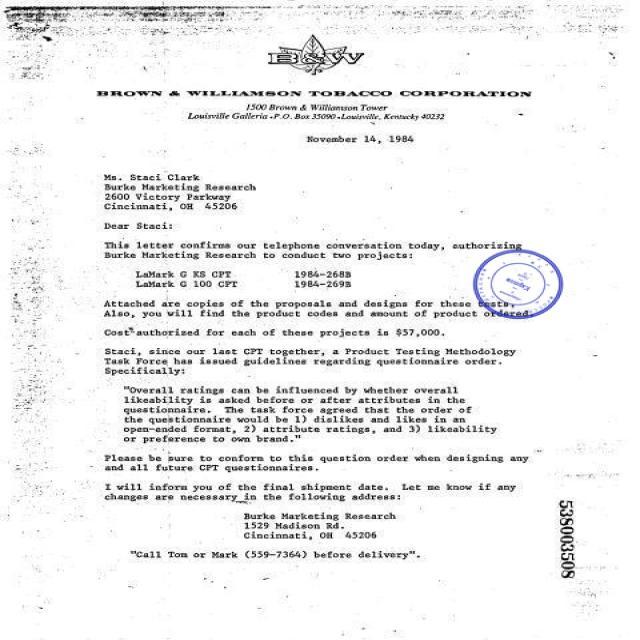 B&W
BROWN & WILLIAMSON TOBACCO CORPORATION
1500 Brown & Williamson Tower
Louisville Galleria • P.O. Box 35090 • Louisville, Kentucky 40232
November 14, 1984
Ms. Staci Clark
Burke Marketing Research
2600 Victory Parkway
Cincinnati, OH 45206
Dear Staci:
This letter confirms our telephone conversation today, authorizing
Burke Marketing Research to conduct two projects:
LaMark G KS CPT 1984-268B
LaMark G 100 CPT 1984-269B
Attached are copies of the proposals and designs for these tests.
Also, you will find the product codes and amount of product ordered.
Cost authorized for each of these projects is $57,000.
Staci, since our last CPT together, a Product Testing Methodology
Task Force has issued guidelines regarding questionnaire order.
Specifically:
"Overall ratings can be influenced by whether overall
likeability is asked before or after attributes in the
questionnaire. The task force agreed that the order of
the questionnaire would be 1) dislikes and likes in an
open-ended format, 2) attribute ratings, and 3) likeability
or preference to own brand."
Please be sure to conform to this question order when designing any
and all future CPT questionnaires.
I will inform you of the final shipment date. Let me know if any
changes are necessary in the following address:
Burke Marketing Research
1529 Madison Rd.
Cincinnati, OH 45206
"Call Tom or Mark (559-7364) before delivery".
538003508